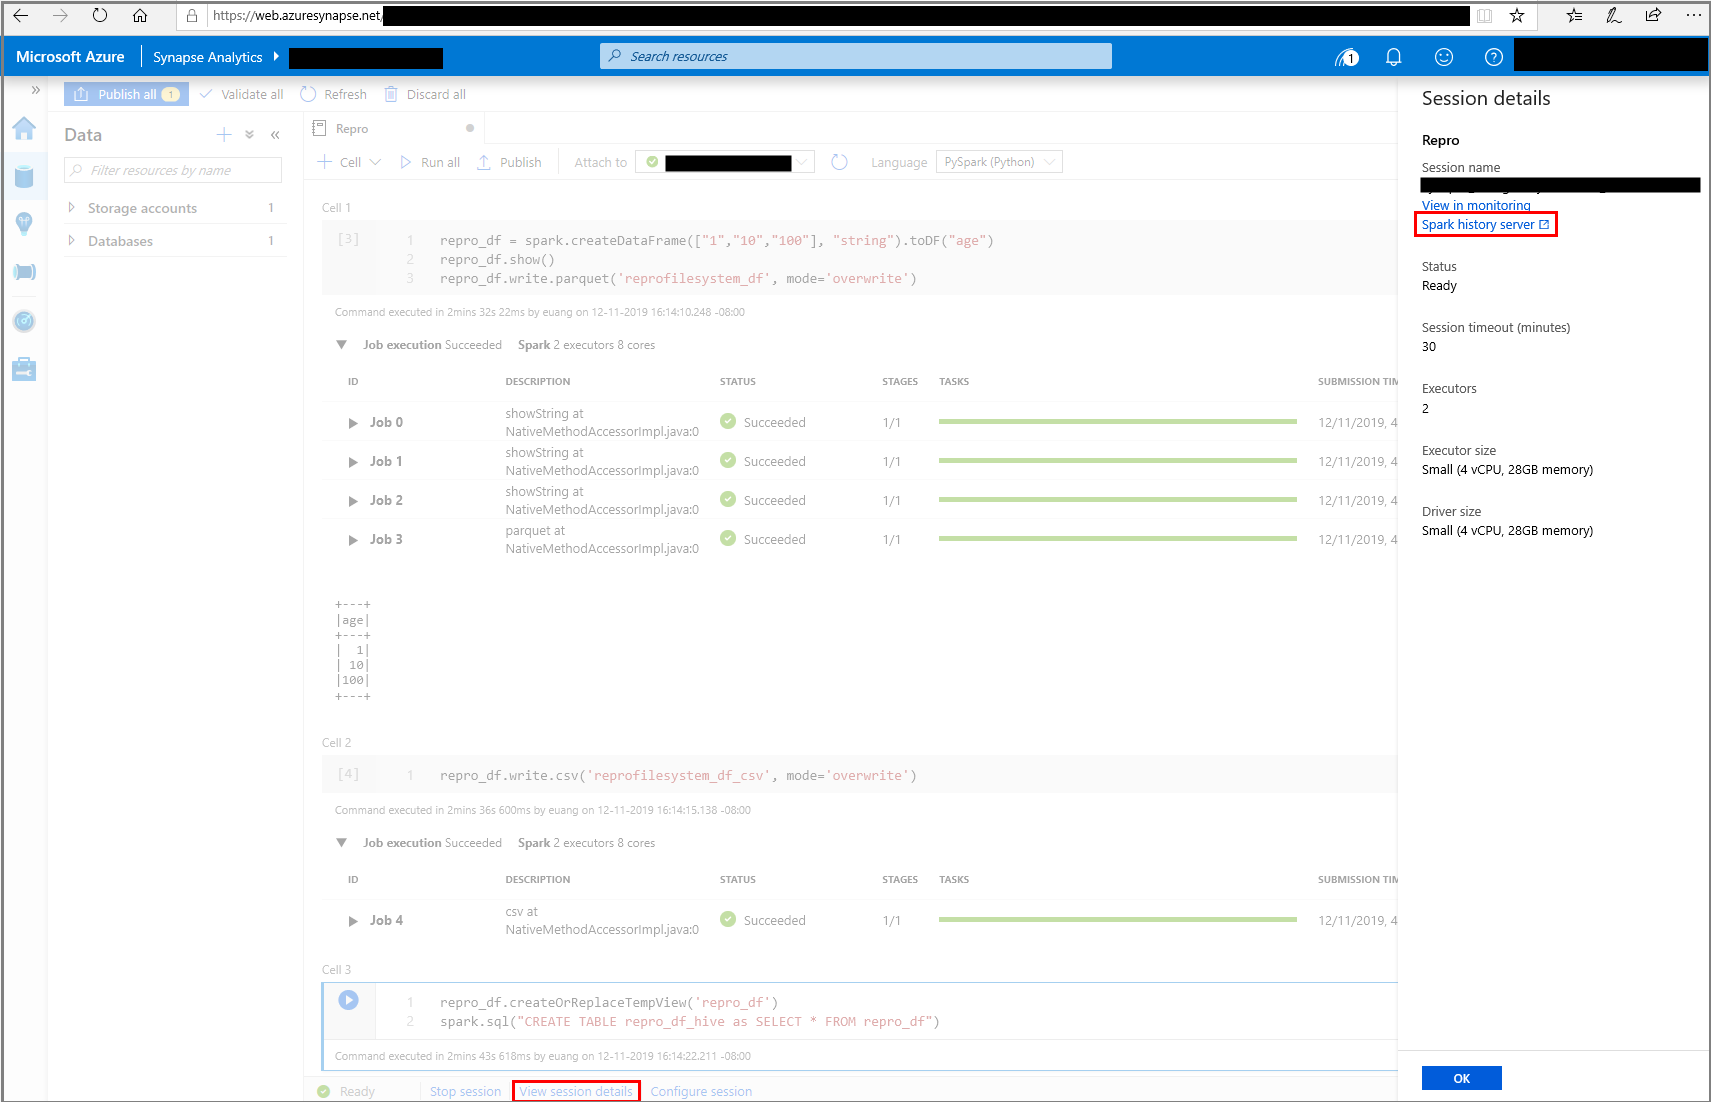 https://web.azuresynapse.net/
Microsoft Azure
Synapse Analytics
Search resources
1
Publish all 1
Validate all
Refresh
Discard all
Session details
Data
Repro
Filter resources by name
Cell
Run all
Publish
Attach to
Language
PySpark (Python)
Repro
Session name
View in monitoring
Spark history server
Storage accounts 1
Databases 1
Status
Ready
Session timeout (minutes)
30
Executors
2
Executor size
Small (4 vCPU, 28GB memory)
Driver size
Small (4 vCPU, 28GB memory)
OK
Cell 1
[3]
1 repro_df = spark.createDataFrame(["1","10","100"], "string").toDF("age")
2 repro_df.show()
3 repro_df.write.parquet('reprofilesystem_df', mode='overwrite')
Command executed in 2mins 32s 22ms by euang on 12-11-2019 16:14:10.248 -08:00
Job execution Succeeded Spark 2 executors 8 cores
ID DESCRIPTION STATUS STAGES TASKS SUBMISSION TIM
Job 0 showString at NativeMethodAccessorImpl.java:0 Succeeded 1/1 12/11/2019, 4
Job 1 showString at NativeMethodAccessorImpl.java:0 Succeeded 1/1 12/11/2019, 4
Job 2 showString at NativeMethodAccessorImpl.java:0 Succeeded 1/1 12/11/2019, 4
Job 3 parquet at NativeMethodAccessorImpl.java:0 Succeeded 1/1 12/11/2019, 4
+---+
|age|
+---+
|  1|
| 10|
|100|
+---+
Cell 2
[4]
1 repro_df.write.csv('reprofilesystem_df_csv', mode='overwrite')
Command executed in 2mins 36s 600ms by euang on 12-11-2019 16:14:15.138 -08:00
Job execution Succeeded Spark 2 executors 8 cores
ID DESCRIPTION STATUS STAGES TASKS SUBMISSION TIM
Job 4 csv at NativeMethodAccessorImpl.java:0 Succeeded 1/1 12/11/2019, 4
Cell 3
1 repro_df.createOrReplaceTempView('repro_df')
2 spark.sql("CREATE TABLE repro_df_hive as SELECT * FROM repro_df")
Command executed in 2mins 43s 618ms by euang on 12-11-2019 16:14:22.211 -08:00
Ready
Stop session
View session details
Configure session